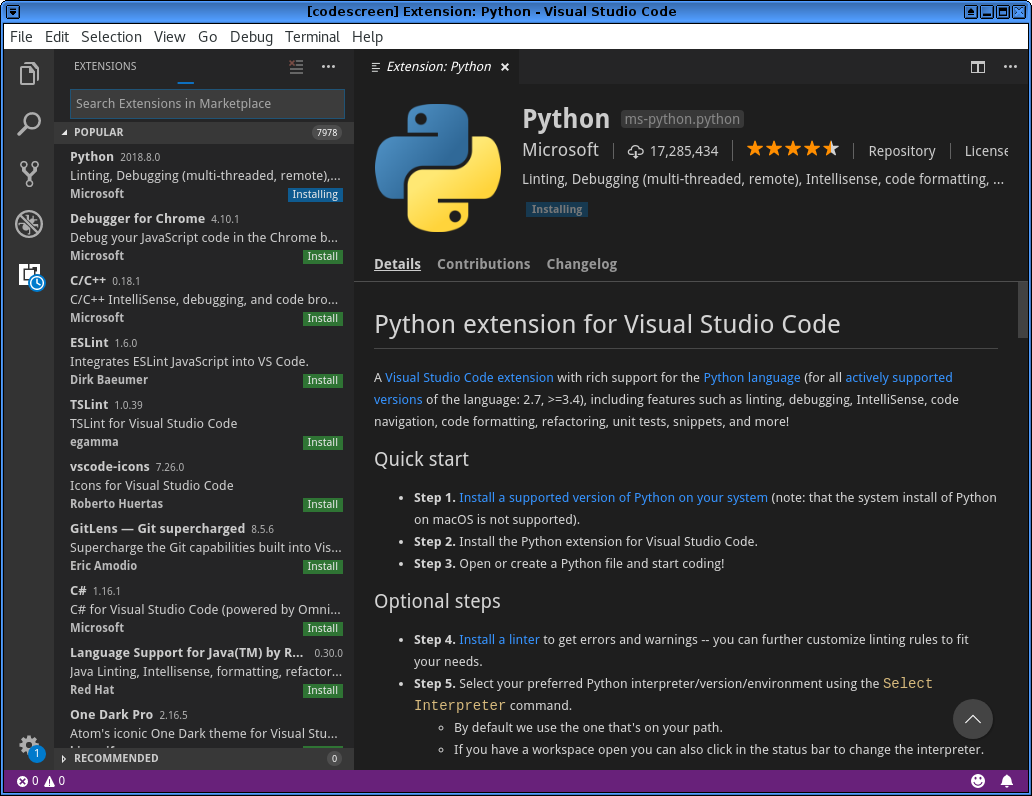 [codescreen] Extension: Python - Visual Studio Code
File Edit Selection View Go Debug Terminal Help
EXTENSIONS
Search Extensions in Marketplace
POPULAR 7978
Python 2018.8.0
Linting, Debugging (multi-threaded, remote),...
Microsoft Installing
Debugger for Chrome 4.10.1
Debug your JavaScript code in the Chrome b...
Microsoft Install
C/C++ 0.18.1
C/C++ IntelliSense, debugging, and code bro...
Microsoft Install
ESLint 1.6.0
Integrates ESLint JavaScript into VS Code.
Dirk Baeumer Install
TSLint 1.0.39
TSLint for Visual Studio Code
egamma Install
vscode-icons 7.26.0
Icons for Visual Studio Code
Roberto Huertas Install
GitLens — Git supercharged 8.5.6
Supercharge the Git capabilities built into Vis...
Eric Amodio Install
C# 1.16.1
C# for Visual Studio Code (powered by Omni...
Microsoft Install
Language Support for Java(TM) by R... 0.30.0
Java Linting, Intellisense, formatting, refactor...
Red Hat Install
One Dark Pro 2.16.5
Atom's iconic One Dark theme for Visual Stu...
RECOMMENDED 0
1
Extension: Python
Python ms-python.python
Microsoft 17,285,434 Repository License
Linting, Debugging (multi-threaded, remote), Intellisense, code formatting, ...
Installing
Details Contributions Changelog
Python extension for Visual Studio Code
A Visual Studio Code extension with rich support for the Python language (for all actively supported
versions of the language: 2.7, >=3.4), including features such as linting, debugging, IntelliSense, code
navigation, code formatting, refactoring, unit tests, snippets, and more!
Quick start
• Step 1. Install a supported version of Python on your system (note: that the system install of Python
on macOS is not supported).
• Step 2. Install the Python extension for Visual Studio Code.
• Step 3. Open or create a Python file and start coding!
Optional steps
• Step 4. Install a linter to get errors and warnings -- you can further customize linting rules to fit
your needs.
• Step 5. Select your preferred Python interpreter/version/environment using the Select
Interpreter command.
◦ By default we use the one that's on your path.
◦ If you have a workspace open you can also click in the status bar to change the interpreter.
0 0